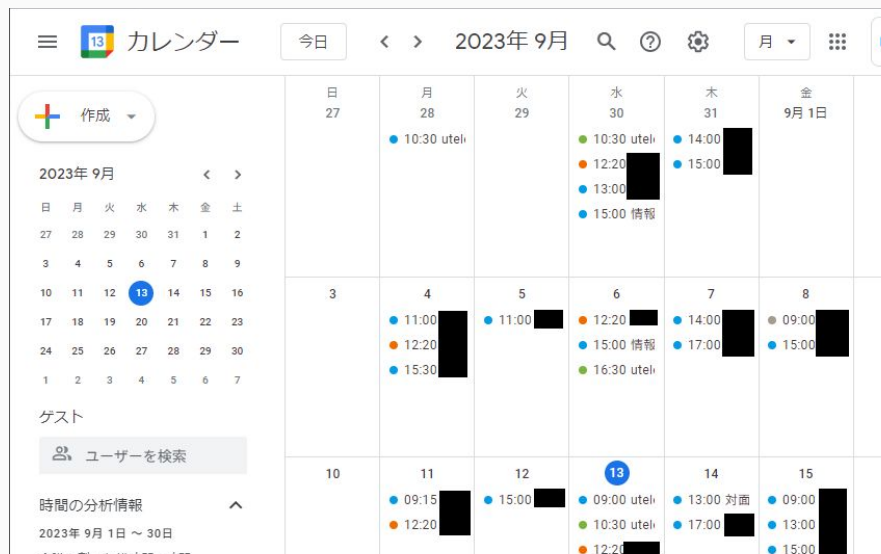 13 カレンダー 今日 2023年 9月 月
作成
2023年 9月
日 月 火 水 木 金 土
27 28 29 30 31 1 2
3 4 5 6 7 8 9
10 11 12 13 14 15 16
17 18 19 20 21 22 23
24 25 26 27 28 29 30
1 2 3 4 5 6 7
ゲスト
ユーザーを検索
時間の分析情報
2023年 9月 1日 ～ 30日
日 月 火 水 木 金
27 28 29 30 31 9月 1日
10:30 utel
10:30 utel
12:20
13:00
15:00 情報
14:00
15:00
3 4 5 6 7 8
11:00
12:20
15:30
11:00
12:20
15:00 情報
16:30 utel
14:00
17:00
09:00
15:00
10 11 12 13 14 15
09:15
12:20
15:00
09:00 utel
10:30 utel
12:20
13:00 対面
17:00
09:00
13:00
15:00